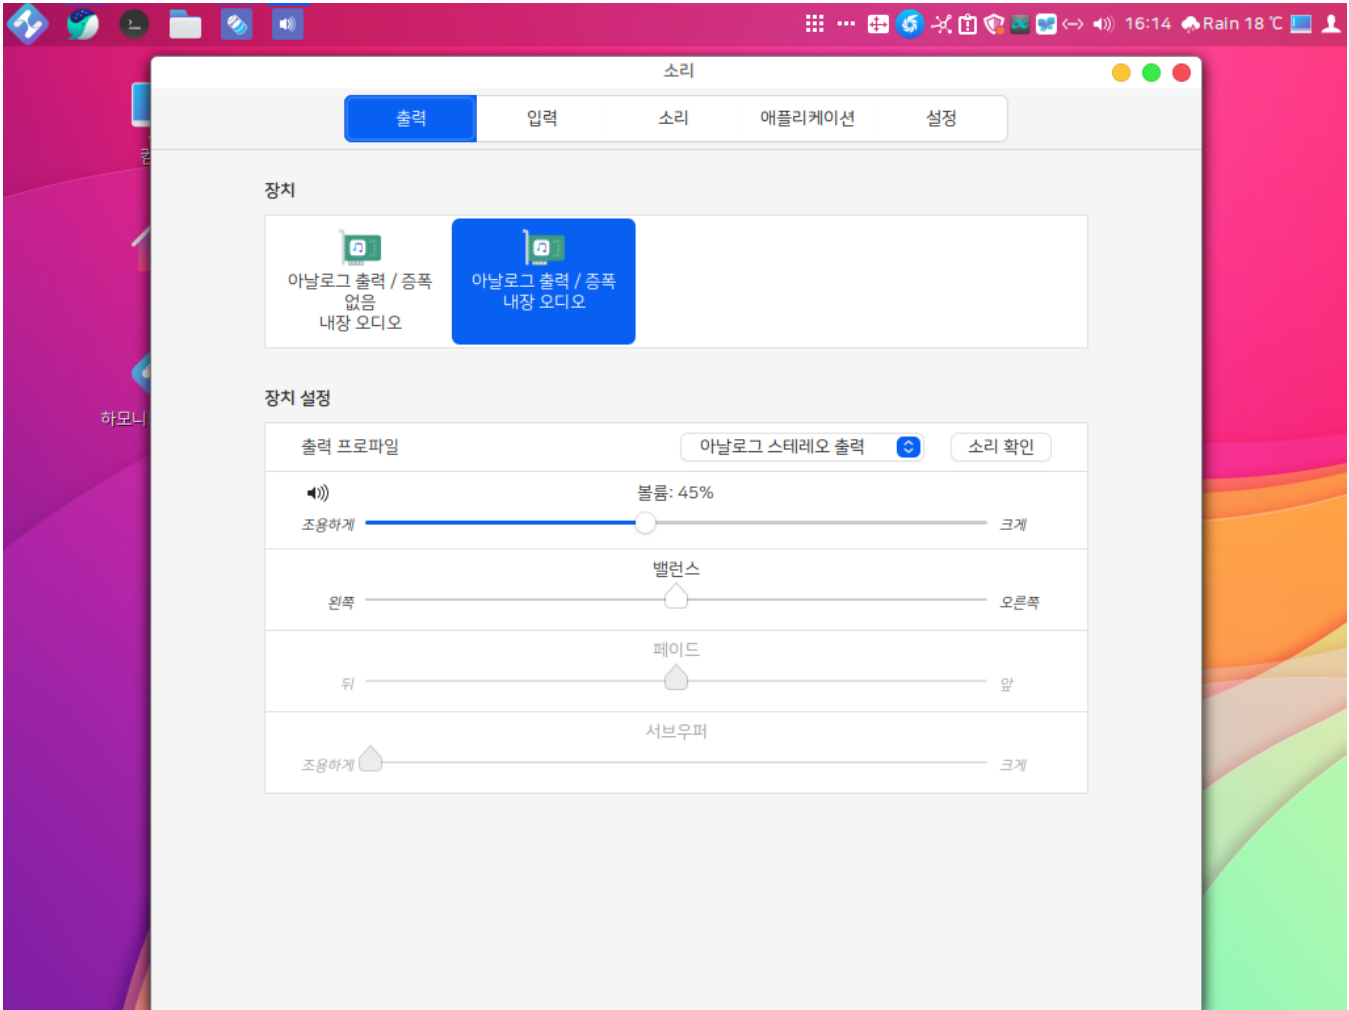 16:14
Rain 18 ℃
소리
출력
입력
소리
애플리케이션
설정
장치
아날로그 출력 / 증폭
없음
내장 오디오
아날로그 출력 / 증폭
내장 오디오
장치 설정
출력 프로파일
아날로그 스테레오 출력
소리 확인
볼륨: 45%
조용하게
크게
밸런스
왼쪽
오른쪽
페이드
뒤
앞
서브우퍼
조용하게
크게
하모니